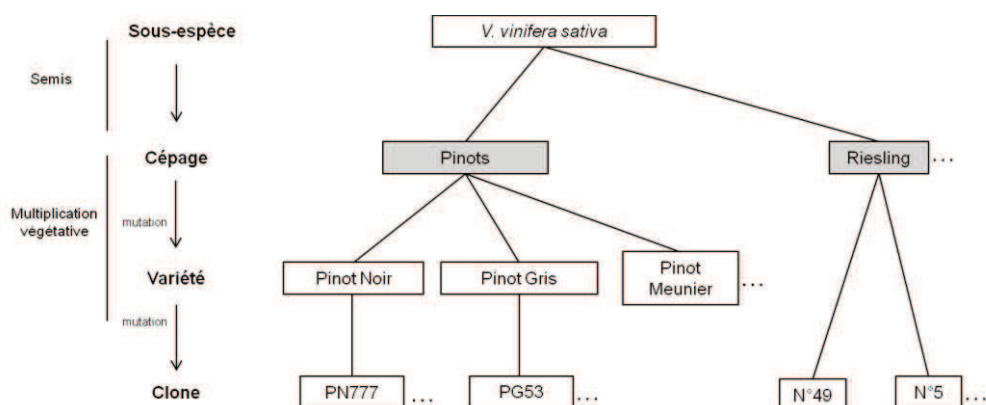 Sous-espèce
V. vinifera sativa
Semis
Cépage
Pinots
Riesling ...
Multiplication
végétative
mutation
Variété
Pinot Noir
Pinot Gris
Pinot
Meunier ...
mutation
Clone
PN777 ...
PG53 ...
N°49
N°5 ...